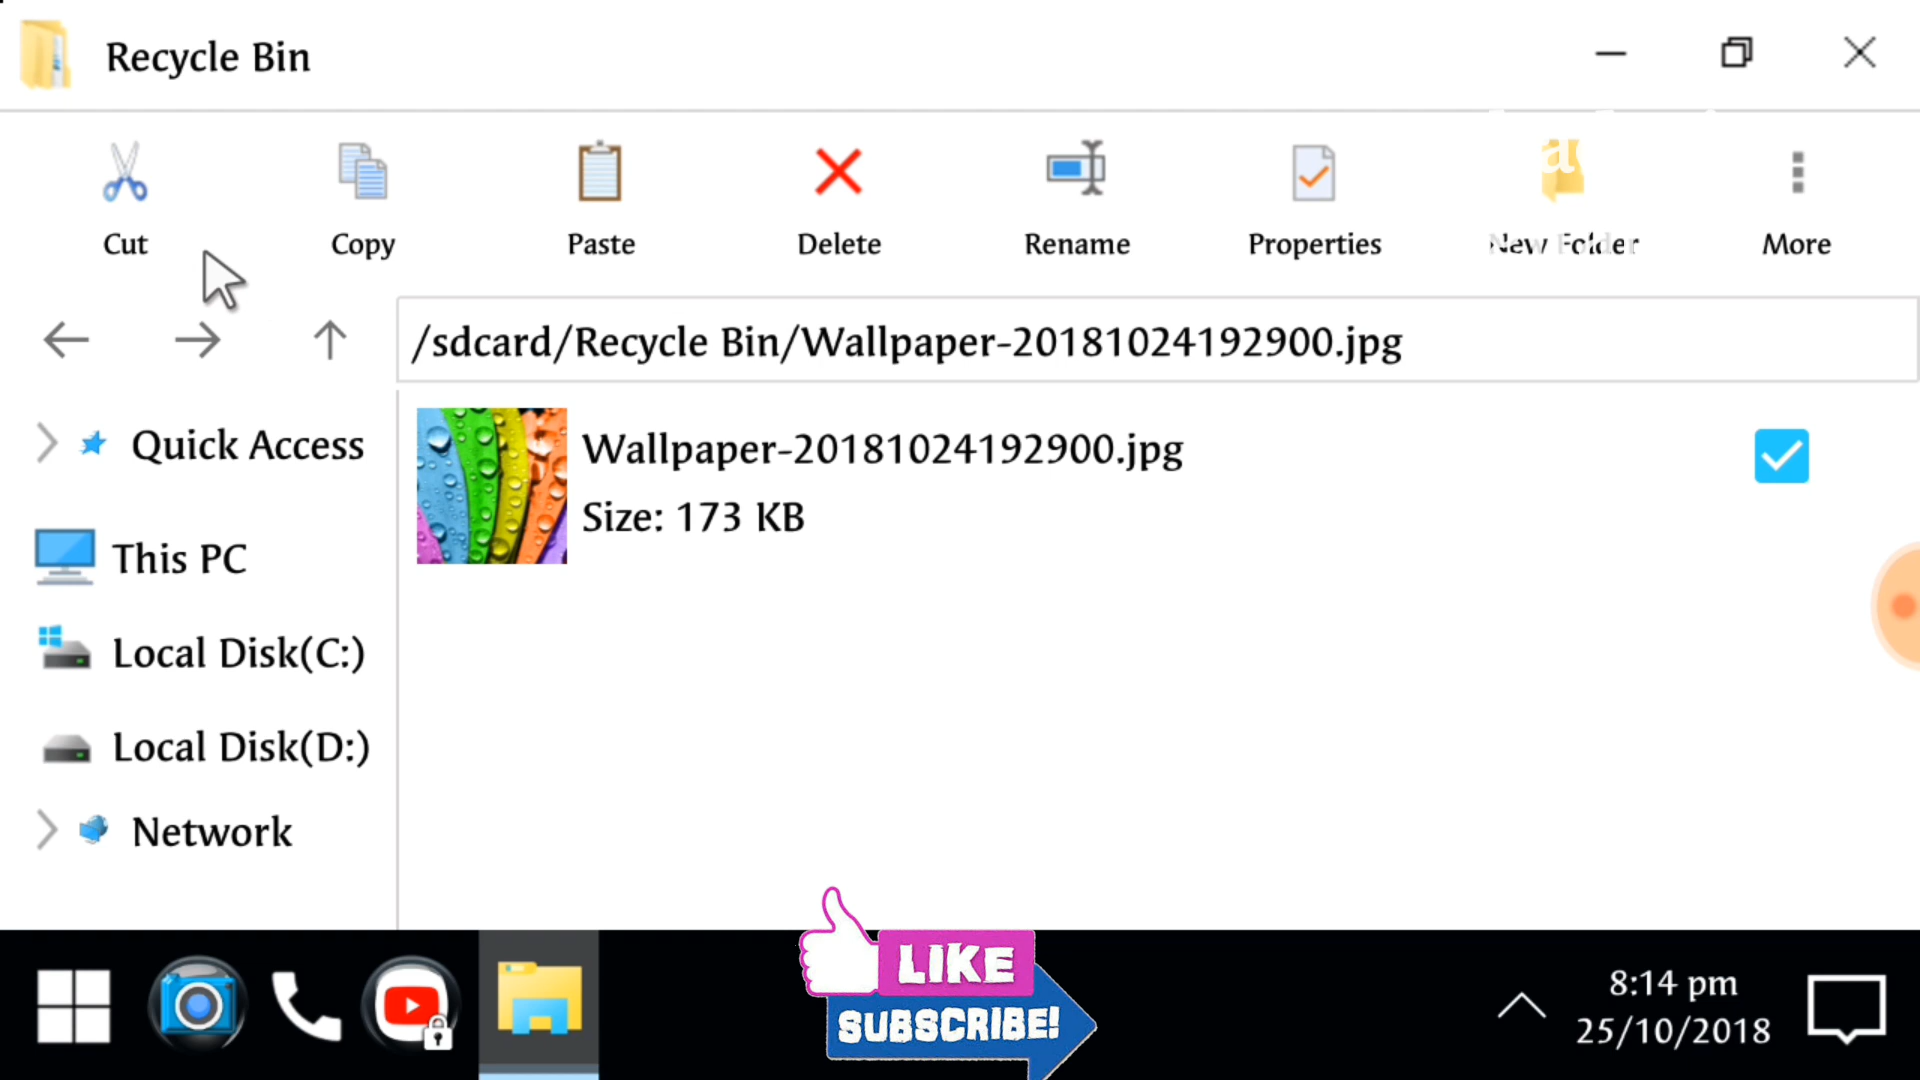 Recycle Bin
Cut
Copy
Paste
Delete
Rename
Properties
New Folder
More
/sdcard/Recycle Bin/Wallpaper-20181024192900.jpg
Quick Access
This PC
Local Disk(C:)
Local Disk(D:)
Network
Wallpaper-20181024192900.jpg
Size: 173 KB
LIKE
SUBSCRIBE!
8:14 pm
25/10/2018